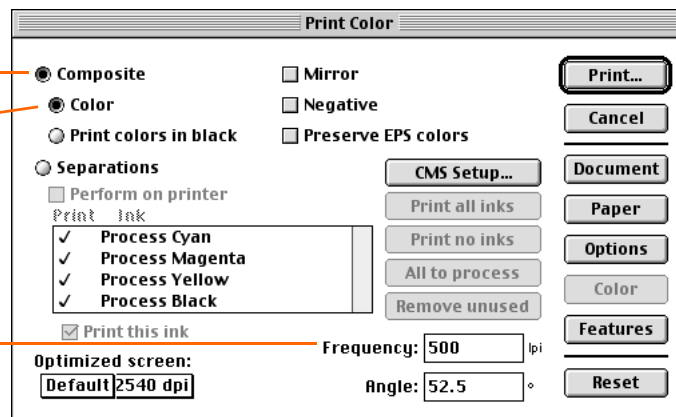 Print Color
Composite
Mirror
Print...
Color
Negative
Cancel
Print colors in black
Preserve EPS colors
Separations
CMS Setup...
Document
Perform on printer
Print Ink
Print all inks
Paper
✓ Process Cyan
Print no inks
✓ Process Magenta
Options
✓ Process Yellow
All to process
Color
✓ Process Black
Remove unused
Print this ink
Features
Frequency: 500 lpi
Optimized screen:
Default 2540 dpi
Angle: 52.5 °
Reset